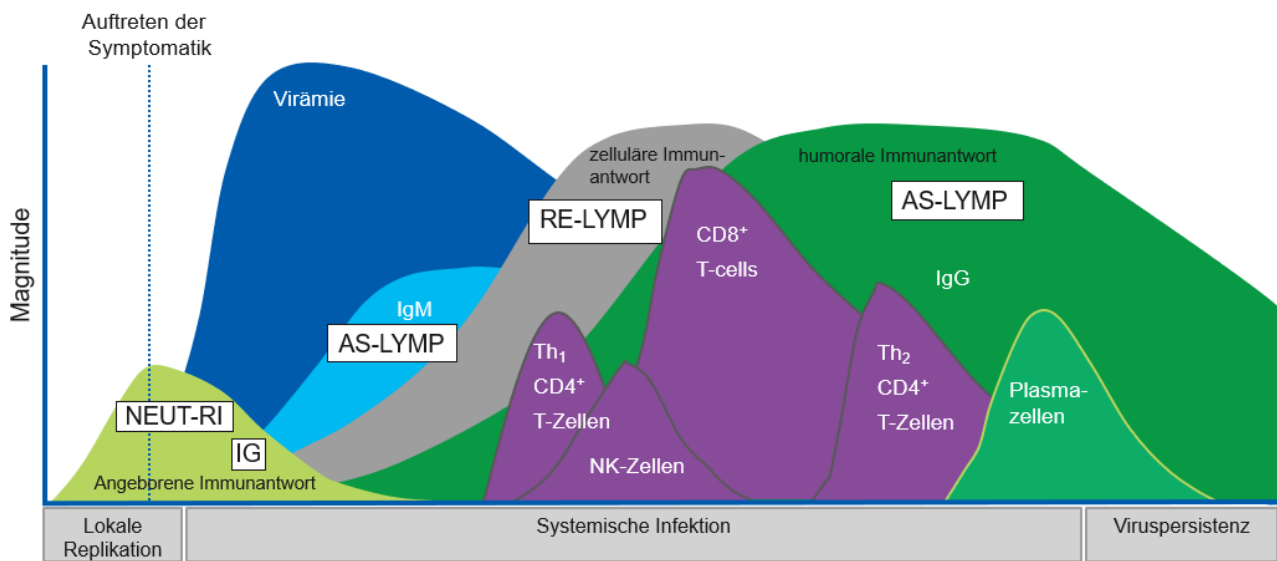 Auftreten der
Symptomatik
Magnitude
Virämie
zelluläre Immun-
antwort
humorale Immunantwort
RE-LYMP
AS-LYMP
CD8⁺
T-cells
IgG
IgM
AS-LYMP
Th₁
CD4⁺
T-Zellen
Th₂
CD4⁺
T-Zellen
Plasma-
zellen
NEUT-RI
IG
NK-Zellen
Angeborene Immunantwort
Lokale
Replikation
Systemische Infektion
Viruspersistenz